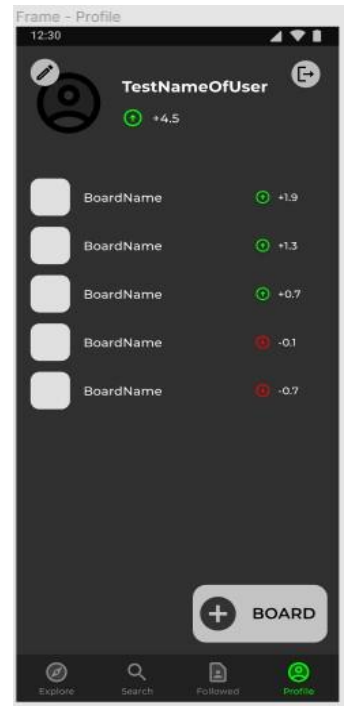 Frame - Profile
12:30
TestNameOfUser
+4.5
BoardName +1.9
BoardName +1.3
BoardName +0.7
BoardName -0.1
BoardName -0.7
BOARD
Explore Search Followed Profile